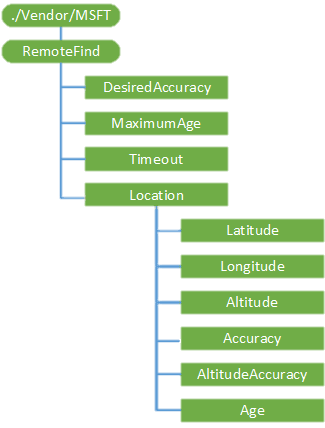 ./Vendor/MSFT
RemoteFind
DesiredAccuracy
MaximumAge
Timeout
Location
Latitude
Longitude
Altitude
Accuracy
AltitudeAccuracy
Age